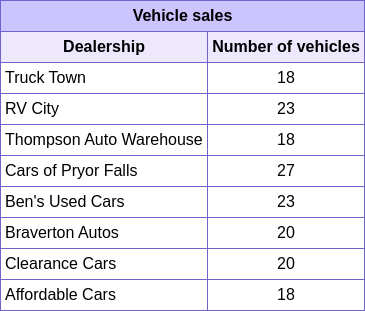 Vehicle sales
Dealership Number of vehicles
Truck Town 18
RV City 23
Thompson Auto Warehouse 18
Cars of Pryor Falls 27
Ben's Used Cars 23
Braverton Autos 20
Clearance Cars 20
Affordable Cars 18